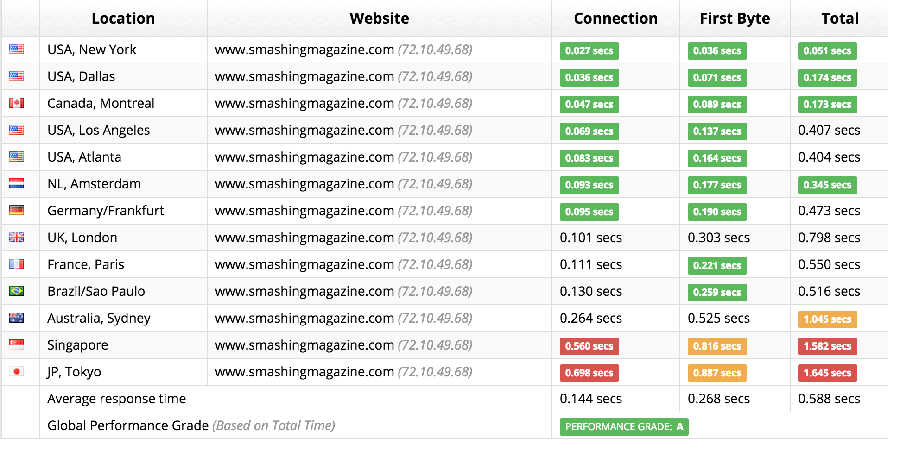 Location Website Connection First Byte Total
USA, New York www.smashingmagazine.com (72.10.49.68) 0.027 secs 0.036 secs 0.051 secs
USA, Dallas www.smashingmagazine.com (72.10.49.68) 0.036 secs 0.071 secs 0.174 secs
Canada, Montreal www.smashingmagazine.com (72.10.49.68) 0.047 secs 0.089 secs 0.173 secs
USA, Los Angeles www.smashingmagazine.com (72.10.49.68) 0.069 secs 0.137 secs 0.407 secs
USA, Atlanta www.smashingmagazine.com (72.10.49.68) 0.083 secs 0.164 secs 0.404 secs
NL, Amsterdam www.smashingmagazine.com (72.10.49.68) 0.093 secs 0.177 secs 0.345 secs
Germany/Frankfurt www.smashingmagazine.com (72.10.49.68) 0.095 secs 0.190 secs 0.473 secs
UK, London www.smashingmagazine.com (72.10.49.68) 0.101 secs 0.303 secs 0.798 secs
France, Paris www.smashingmagazine.com (72.10.49.68) 0.111 secs 0.221 secs 0.550 secs
Brazil/Sao Paulo www.smashingmagazine.com (72.10.49.68) 0.130 secs 0.259 secs 0.516 secs
Australia, Sydney www.smashingmagazine.com (72.10.49.68) 0.264 secs 0.525 secs 1.045 secs
Singapore www.smashingmagazine.com (72.10.49.68) 0.560 secs 0.816 secs 1.582 secs
JP, Tokyo www.smashingmagazine.com (72.10.49.68) 0.698 secs 0.887 secs 1.645 secs
Average response time 0.144 secs 0.268 secs 0.588 secs
Global Performance Grade (Based on Total Time) PERFORMANCE GRADE: A